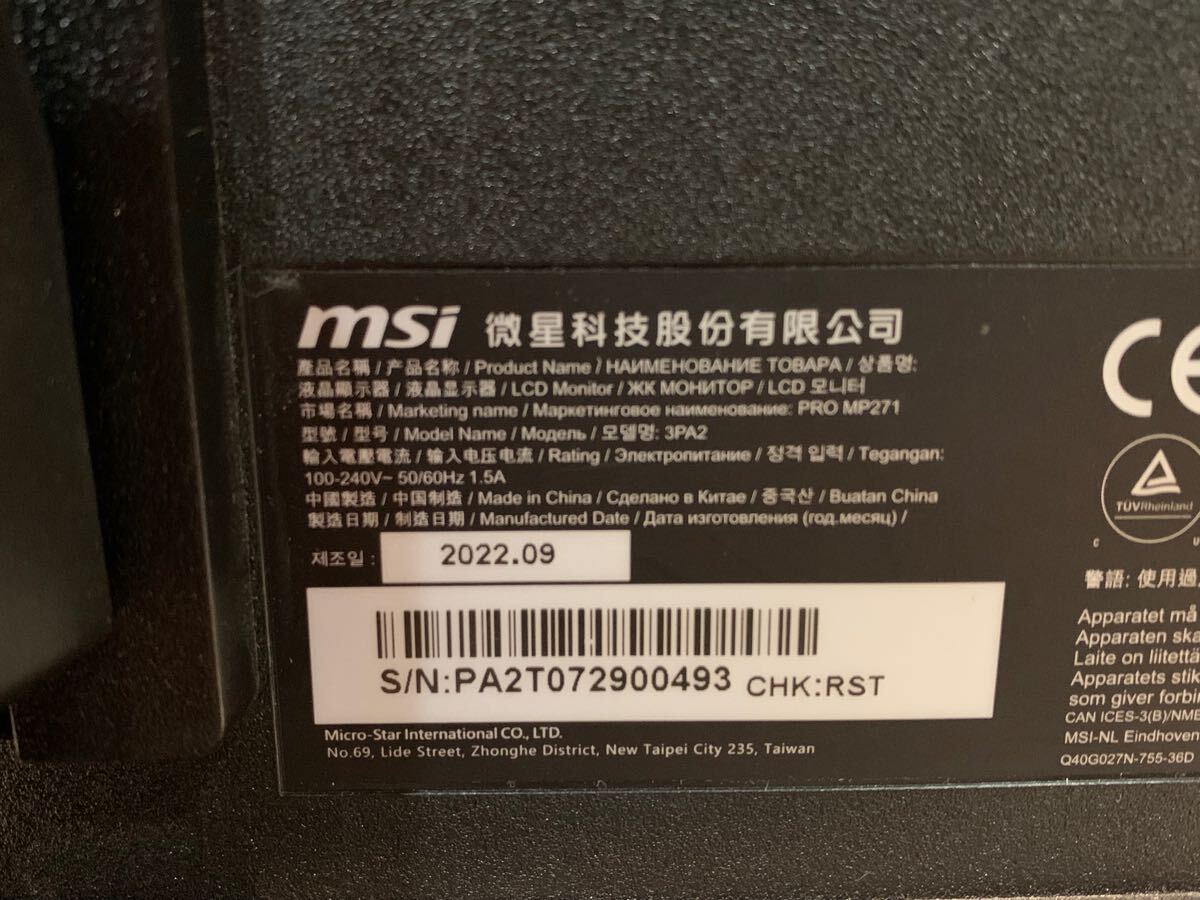 msi 微星科技股份有限公司
產品名稱 / 产品名称 / Product Name / НАИМЕНОВАНИЕ ТОВАРА / 상품명:
液晶顯示器 / 液晶显示器 / LCD Monitor / ЖК МОНИТОР / LCD 모니터
市場名稱 / Marketing name / Маркетинговое наименование: PRO MP271
型號 / 型号 / Model Name / Модель / 모델명: 3PA2
輸入電壓電流 / 输入电压电流 / Rating / Электропитание / 정격 입력 / Tegangan:
100-240V~ 50/60Hz 1.5A
中國製造 / 中国制造 / Made in China / Сделано в Китае / 중국산 / Buatan China
製造日期 / 制造日期 / Manufactured Date / Дата изготовления (год.месяц) /
제조일 : 2022.09
S/N:PA2T072900493 CHK:RST
Micro-Star International CO., LTD.
No.69, Lide Street, Zhonghe District, New Taipei City 235, Taiwan
CE
TÜVRheinland
C U
警語: 使用過
Apparatet må
Apparaten ska
Laite on liitettä
Apparatets stik
som giver forbin
CAN ICES-3(B)/NMB
MSI-NL Eindhoven
Q40G027N-755-36D